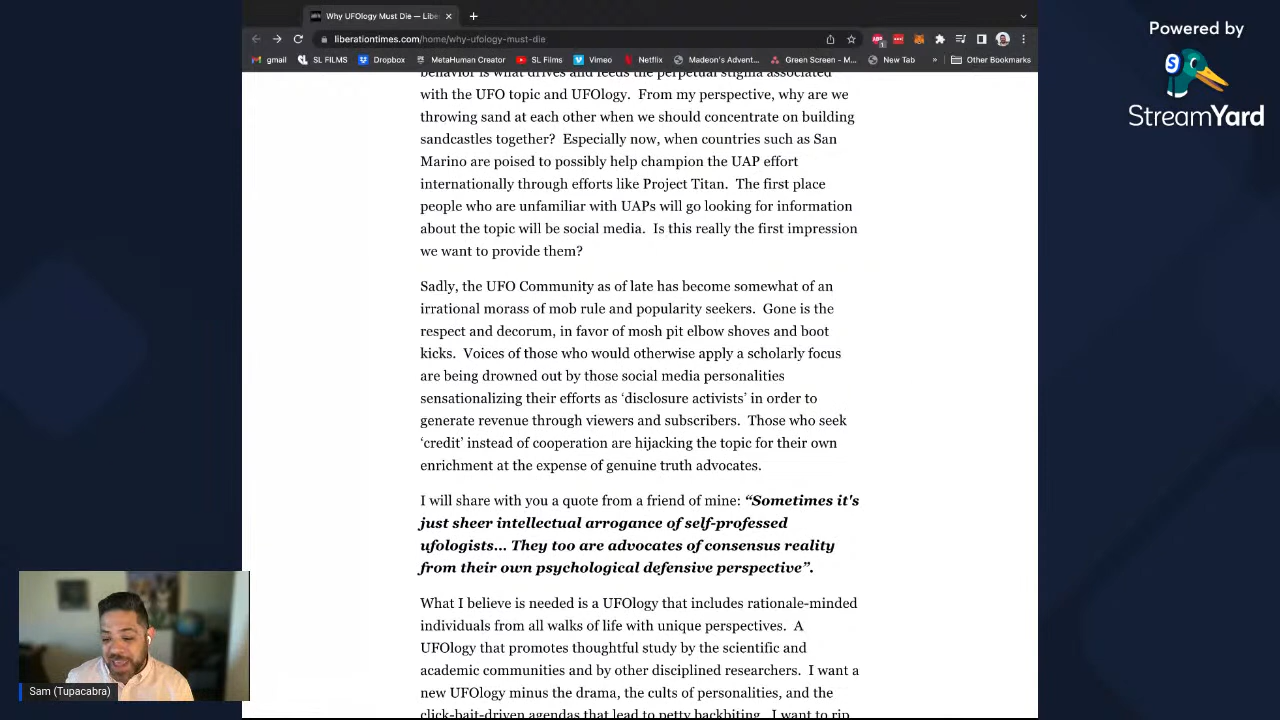 Why UFOlogy Must Die — Libe
Powered by
StreamYard
liberationtimes.com/home/why-ufology-must-die
gmail
SL FILMS
Dropbox
MetaHuman Creator
SL Films
Vimeo
Netflix
Madeon's Advent...
Green Screen - M...
New Tab
»
Other Bookmarks
behavior is what drives and feeds the perpetual stigma associated
with the UFO topic and UFOlogy.  From my perspective, why are we
throwing sand at each other when we should concentrate on building
sandcastles together?  Especially now, when countries such as San
Marino are poised to possibly help champion the UAP effort
internationally through efforts like Project Titan.  The first place
people who are unfamiliar with UAPs will go looking for information
about the topic will be social media.  Is this really the first impression
we want to provide them?
Sadly, the UFO Community as of late has become somewhat of an
irrational morass of mob rule and popularity seekers.  Gone is the
respect and decorum, in favor of mosh pit elbow shoves and boot
kicks.  Voices of those who would otherwise apply a scholarly focus
are being drowned out by those social media personalities
sensationalizing their efforts as ‘disclosure activists’ in order to
generate revenue through viewers and subscribers.  Those who seek
‘credit’ instead of cooperation are hijacking the topic for their own
enrichment at the expense of genuine truth advocates.
I will share with you a quote from a friend of mine: “Sometimes it's
just sheer intellectual arrogance of self-professed
ufologists… They too are advocates of consensus reality
from their own psychological defensive perspective”.
What I believe is needed is a UFOlogy that includes rationale-minded
individuals from all walks of life with unique perspectives.  A
UFOlogy that promotes thoughtful study by the scientific and
academic communities and by other disciplined researchers.  I want a
new UFOlogy minus the drama, the cults of personalities, and the
click-bait-driven agendas that lead to petty backbiting.  I want to rip
Sam (Tupacabra)